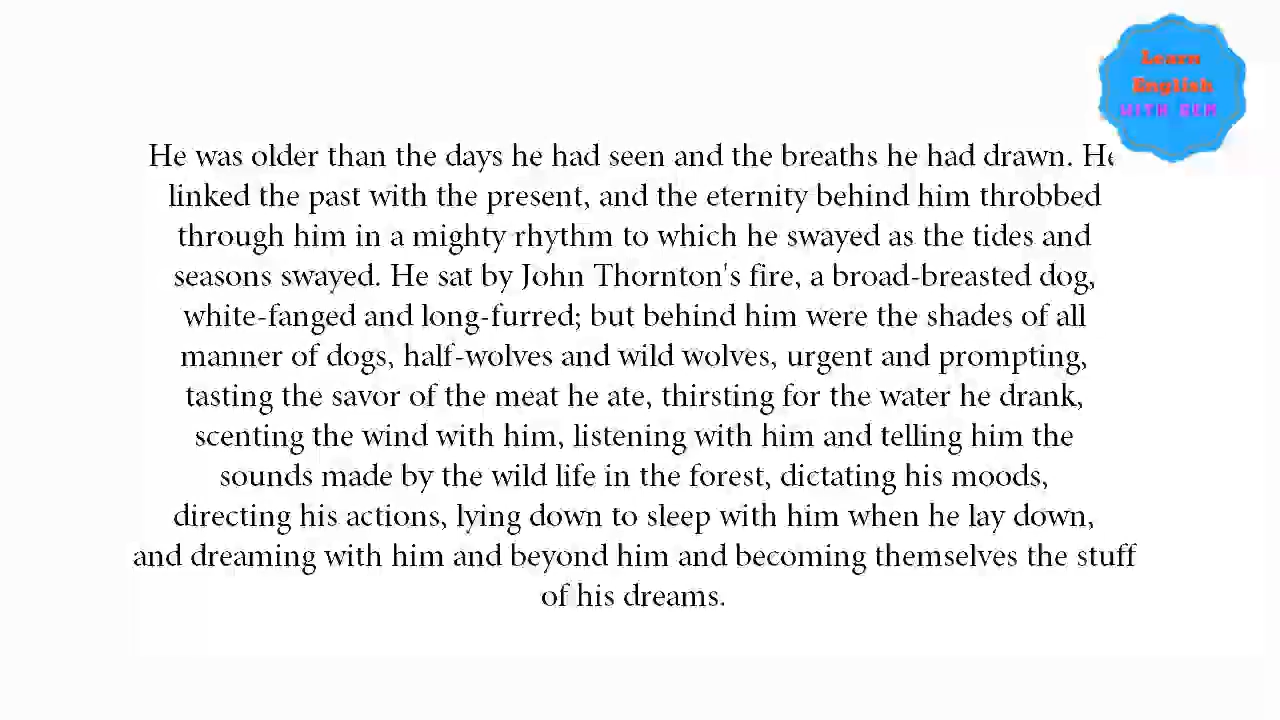 Learn
English
WITH GEM
He was older than the days he had seen and the breaths he had drawn. He
linked the past with the present, and the eternity behind him throbbed
through him in a mighty rhythm to which he swayed as the tides and
seasons swayed. He sat by John Thornton's fire, a broad-breasted dog,
white-fanged and long-furred; but behind him were the shades of all
manner of dogs, half-wolves and wild wolves, urgent and prompting,
tasting the savor of the meat he ate, thirsting for the water he drank,
scenting the wind with him, listening with him and telling him the
sounds made by the wild life in the forest, dictating his moods,
directing his actions, lying down to sleep with him when he lay down,
and dreaming with him and beyond him and becoming themselves the stuff
of his dreams.